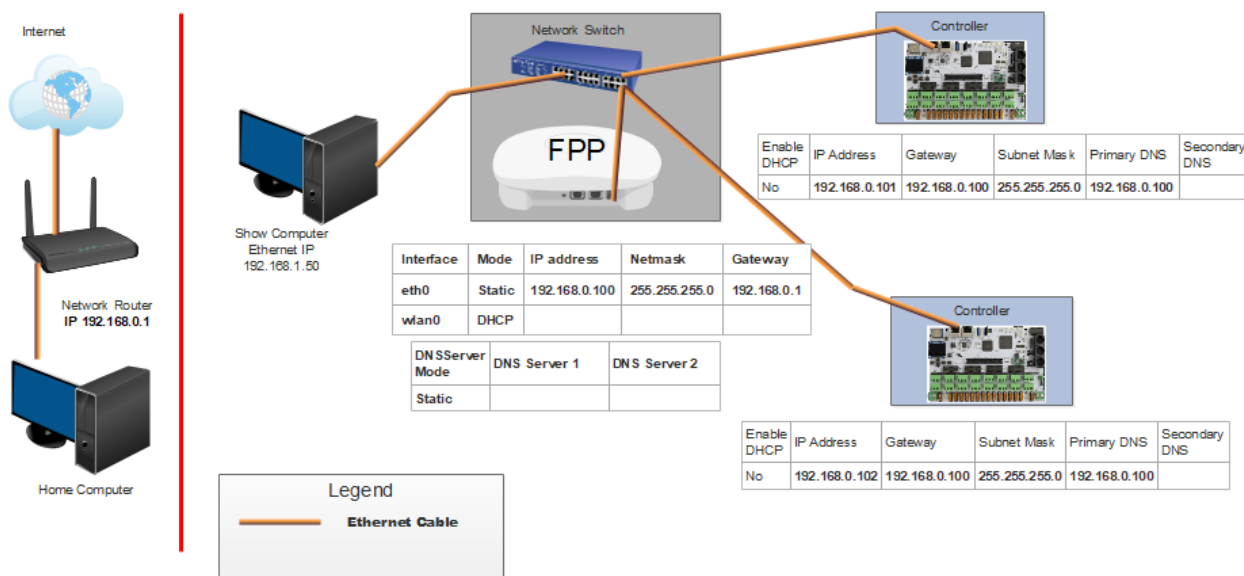 Internet
Network Router
IP 192.168.0.1
Home Computer
Network Switch
FPP
Show Computer
Ethernet IP
192.168.1.50
Interface Mode IP address Netmask Gateway
eth0 Static 192.168.0.100 255.255.255.0 192.168.0.1
wlan0 DHCP
DNSServer
Mode DNS Server 1 DNS Server 2
Static
Controller
Enable
DHCP IP Address Gateway Subnet Mask Primary DNS Secondary
DNS
No 192.168.0.101 192.168.0.100 255.255.255.0 192.168.0.100
Controller
Enable
DHCP IP Address Gateway Subnet Mask Primary DNS Secondary
DNS
No 192.168.0.102 192.168.0.100 255.255.255.0 192.168.0.100
Legend
Ethernet Cable